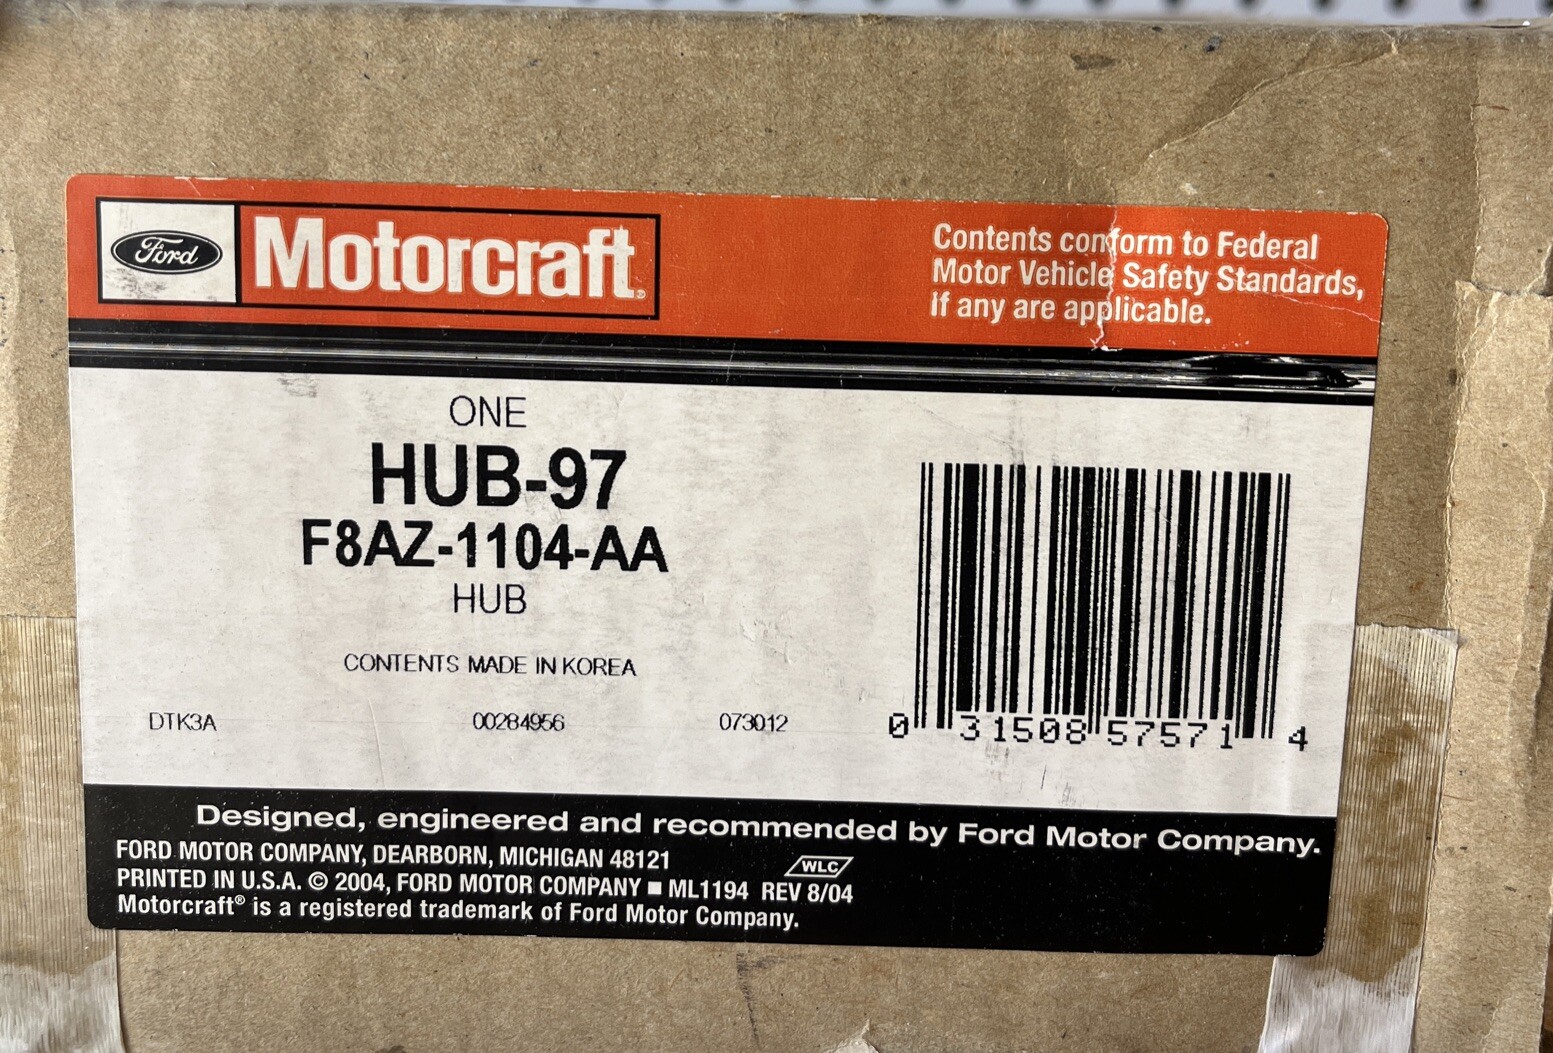 Ford Motorcraft®
Contents conform to Federal
Motor Vehicle Safety Standards,
if any are applicable.
ONE
HUB-97
F8AZ-1104-AA
HUB
CONTENTS MADE IN KOREA
DTK3A 00284956 073012
0 31508 57571 4
Designed, engineered and recommended by Ford Motor Company.
FORD MOTOR COMPANY, DEARBORN, MICHIGAN 48121
WLC
PRINTED IN U.S.A. © 2004, FORD MOTOR COMPANY ■ ML1194 REV 8/04
Motorcraft® is a registered trademark of Ford Motor Company.